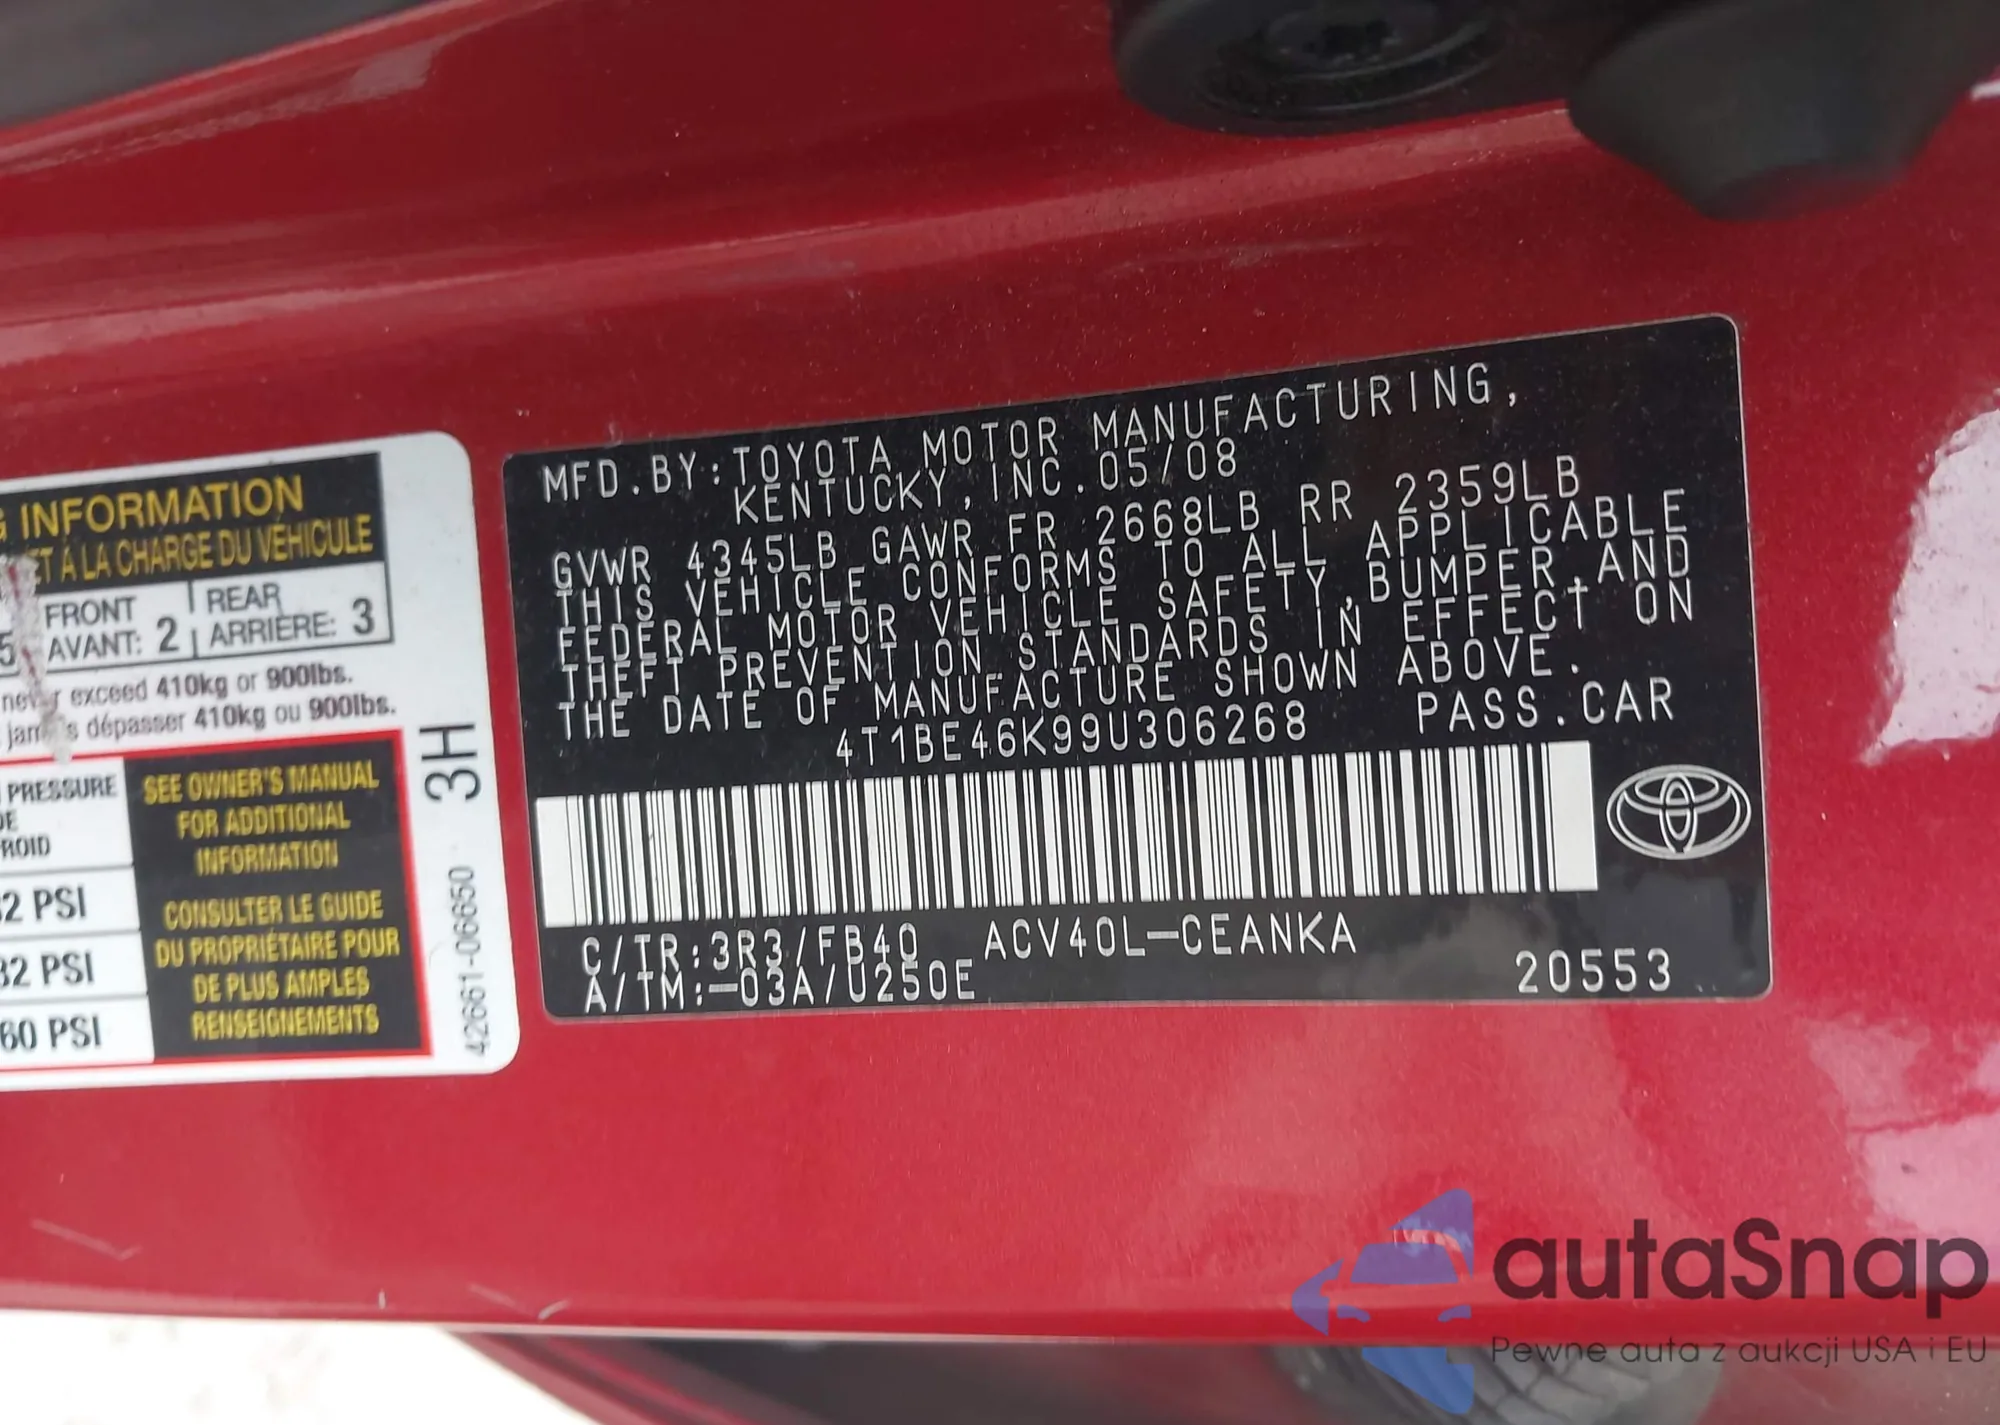 G INFORMATION
ET À LA CHARGE DU VÉHICULE
5 FRONT REAR
AVANT: 2 ARRIÈRE: 3
never exceed 410kg or 900lbs.
dépasser 410kg ou 900lbs.
PRESSURE
DE
ROID
32 PSI
32 PSI
60 PSI
SEE OWNER'S MANUAL
FOR ADDITIONAL
INFORMATION
CONSULTER LE GUIDE
DU PROPRIÉTAIRE POUR
DE PLUS AMPLES
RENSEIGNEMENTS
3H
42661-06650
MFD.BY:TOYOTA MOTOR MANUFACTURING,
KENTUCKY,INC.05/08
GVWR 4345LB GAWR FR 2668LB RR 2359LB
THIS VEHICLE CONFORMS TO ALL APPLICABLE
FEDERAL MOTOR VEHICLE SAFETY,BUMPER,AND
THEFT PREVENTION STANDARDS IN EFFECT ON
THE DATE OF MANUFACTURE SHOWN ABOVE.
4T1BE46K99U306268 PASS.CAR
C/TR:3R3/FB40 ACV40L-CEANKA
A/TM:-03A/U250E 20553
autaSnap
Pewne auta z aukcji USA i EU